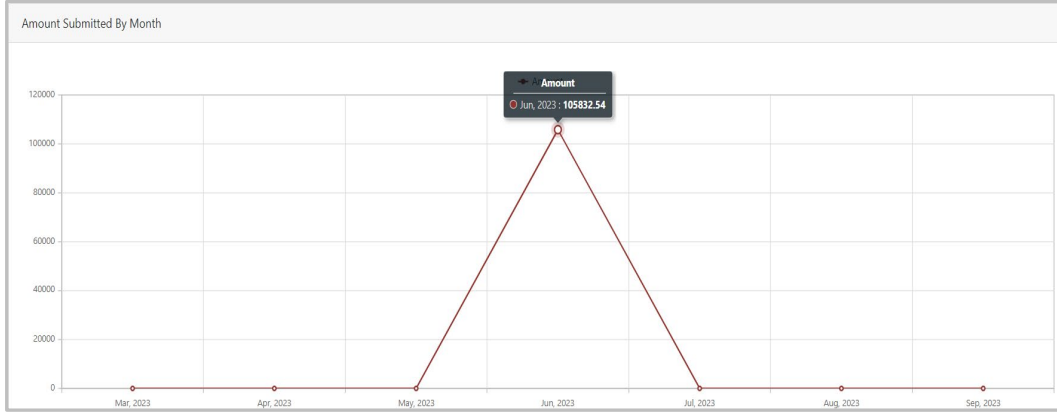 Amount Submitted By Month
Amount
Jun, 2023 : 105832.54
120000
100000
80000
60000
40000
20000
0
Mar, 2023
Apr, 2023
May, 2023
Jun, 2023
Jul, 2023
Aug, 2023
Sep, 2023